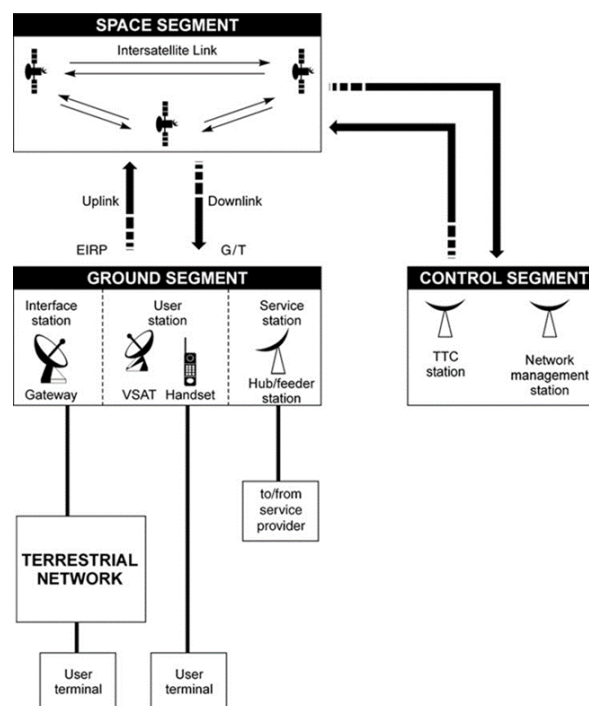 SPACE SEGMENT
Intersatellite Link
Uplink
Downlink
EIRP
G/T
GROUND SEGMENT
Interface
station
Gateway
User
station
VSAT
Handset
Service
station
Hub/feeder
station
CONTROL SEGMENT
TTC
station
Network
management
station
to/from
service
provider
TERRESTRIAL
NETWORK
User
terminal
User
terminal